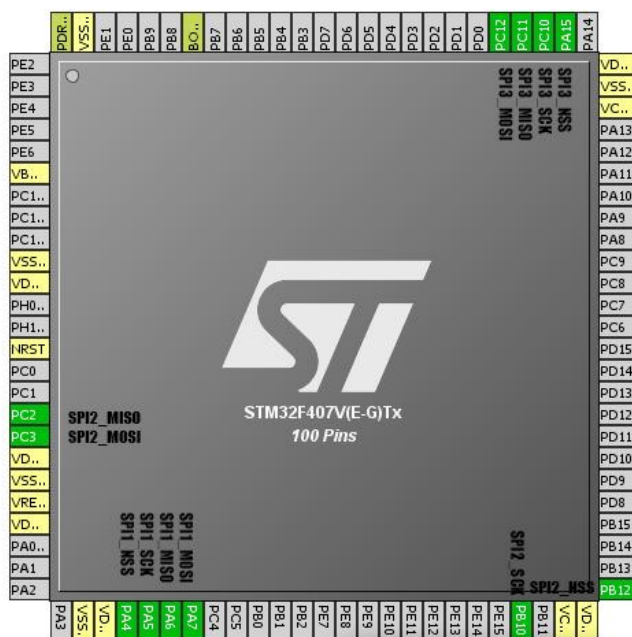 PDR..
VSS..
PE1
PE0
PB9
PB8
BO..
PB7
PB6
PB5
PB4
PB3
PD7
PD6
PD5
PD4
PD3
PD2
PD1
PD0
PC12
PC11
PC10
PA15
PA14
SPI3_MOSI
SPI3_MISO
SPI3_SCK
SPI3_NSS
PE2
PE3
PE4
PE5
PE6
VB..
PC1..
PC1..
PC1..
VSS..
VD..
PH0..
PH1..
NRST
PC0
PC1
PC2
PC3
VD..
VSS..
VRE..
VD..
PA0..
PA1
PA2
SPI2_MISO
SPI2_MOSI
ST
STM32F407V(E-G)Tx
100 Pins
VD..
VSS..
VC..
PA13
PA12
PA11
PA10
PA9
PA8
PC9
PC8
PC7
PC6
PD15
PD14
PD13
PD12
PD11
PD10
PD9
PD8
PB15
PB14
PB13
PB12
SPI1_NSS
SPI1_SCK
SPI1_MISO
SPI1_MOSI
SPI2_SCK
SPI2_NSS
PA3
VSS..
VD..
PA4
PA5
PA6
PA7
PC4
PC5
PB0
PB1
PB2
PE7
PE8
PE9
PE10
PE11
PE12
PE13
PE14
PE15
PB10
PB11
VC..
VD..